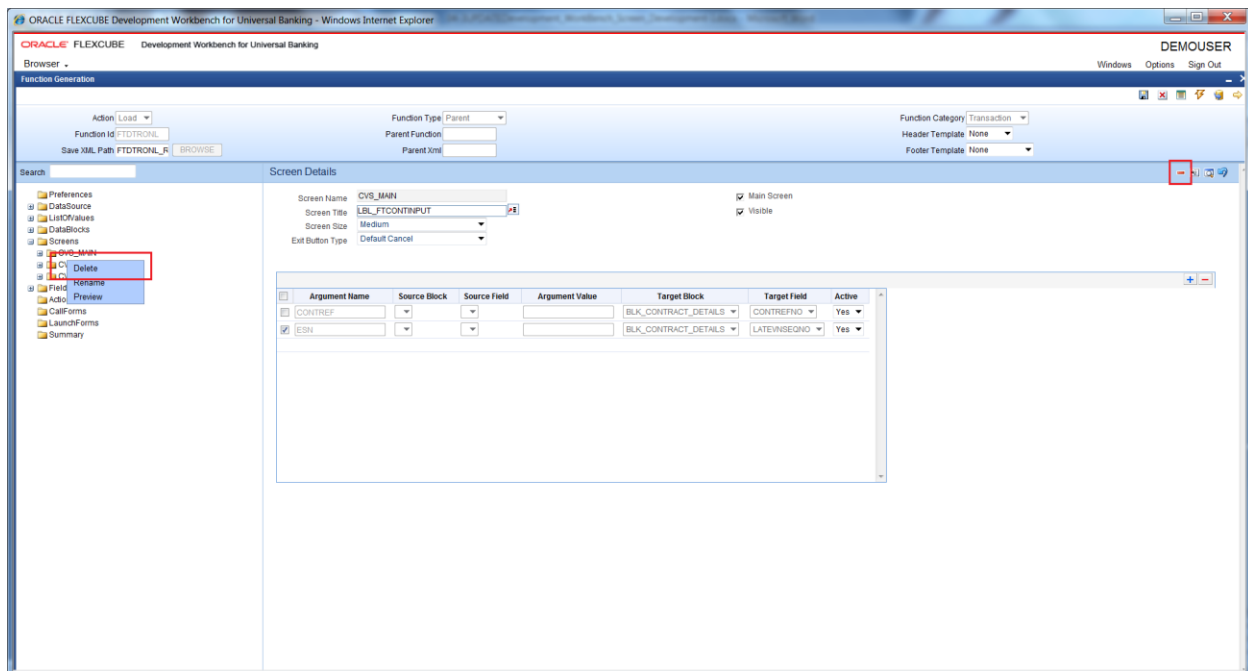 ORACLE FLEXCUBE Development Workbench for Universal Banking - Windows Internet Explorer
ORACLE FLEXCUBE Development Workbench for Universal Banking
DEMOUSER
Browser
Windows Options Sign Out
Function Generation
Action Load Function Type Parent Function Category Transaction
Function Id FTDTRONL Parent Function Header Template None
Save XML Path FTDTRONL_R BROWSE Parent Xml Footer Template None
Search
Screen Details
Preferences
DataSource
ListOfValues
DataBlocks
Screens
CVS_MAIN
Delete
Rename
Preview
Field
Actio
CallForms
LaunchForms
Summary
Screen Name CVS_MAIN Main Screen
Screen Title LBL_FTCONTINPUT Visible
Screen Size Medium
Exit Button Type Default Cancel
Argument Name Source Block Source Field Argument Value Target Block Target Field Active
CONTREF BLK_CONTRACT_DETAILS CONTREFNO Yes
ESN BLK_CONTRACT_DETAILS LATEVNSEQNO Yes